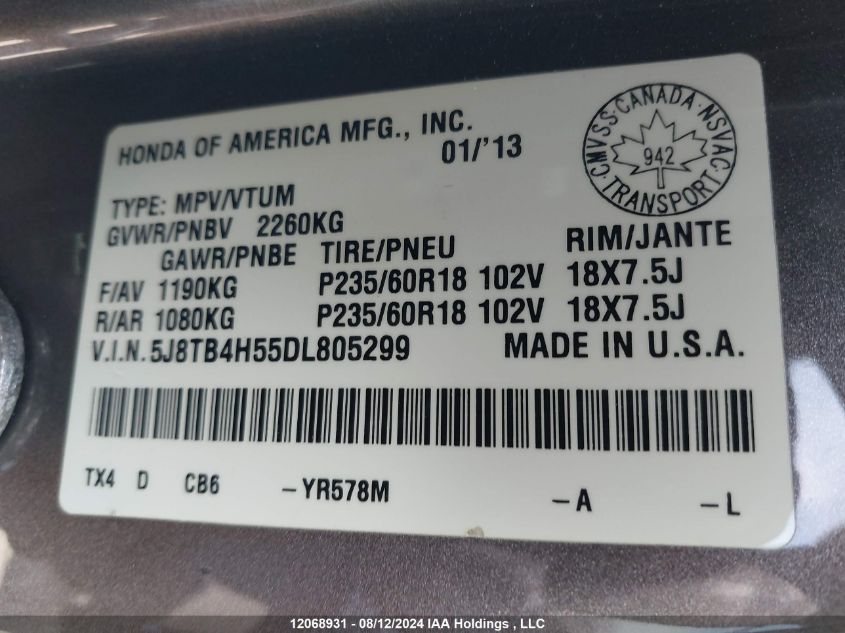 HONDA OF AMERICA MFG., INC.
01/'13
CMVSS·CANADA·NSVAC
942
TRANSPORT
TYPE: MPV/VTUM
GVWR/PNBV 2260KG
GAWR/PNBE TIRE/PNEU RIM/JANTE
F/AV 1190KG P235/60R18 102V 18X7.5J
R/AR 1080KG P235/60R18 102V 18X7.5J
V.I.N. 5J8TB4H55DL805299 MADE IN U.S.A.
TX4 D CB6 -YR578M -A -L
12068931 - 08/12/2024 IAA Holdings , LLC